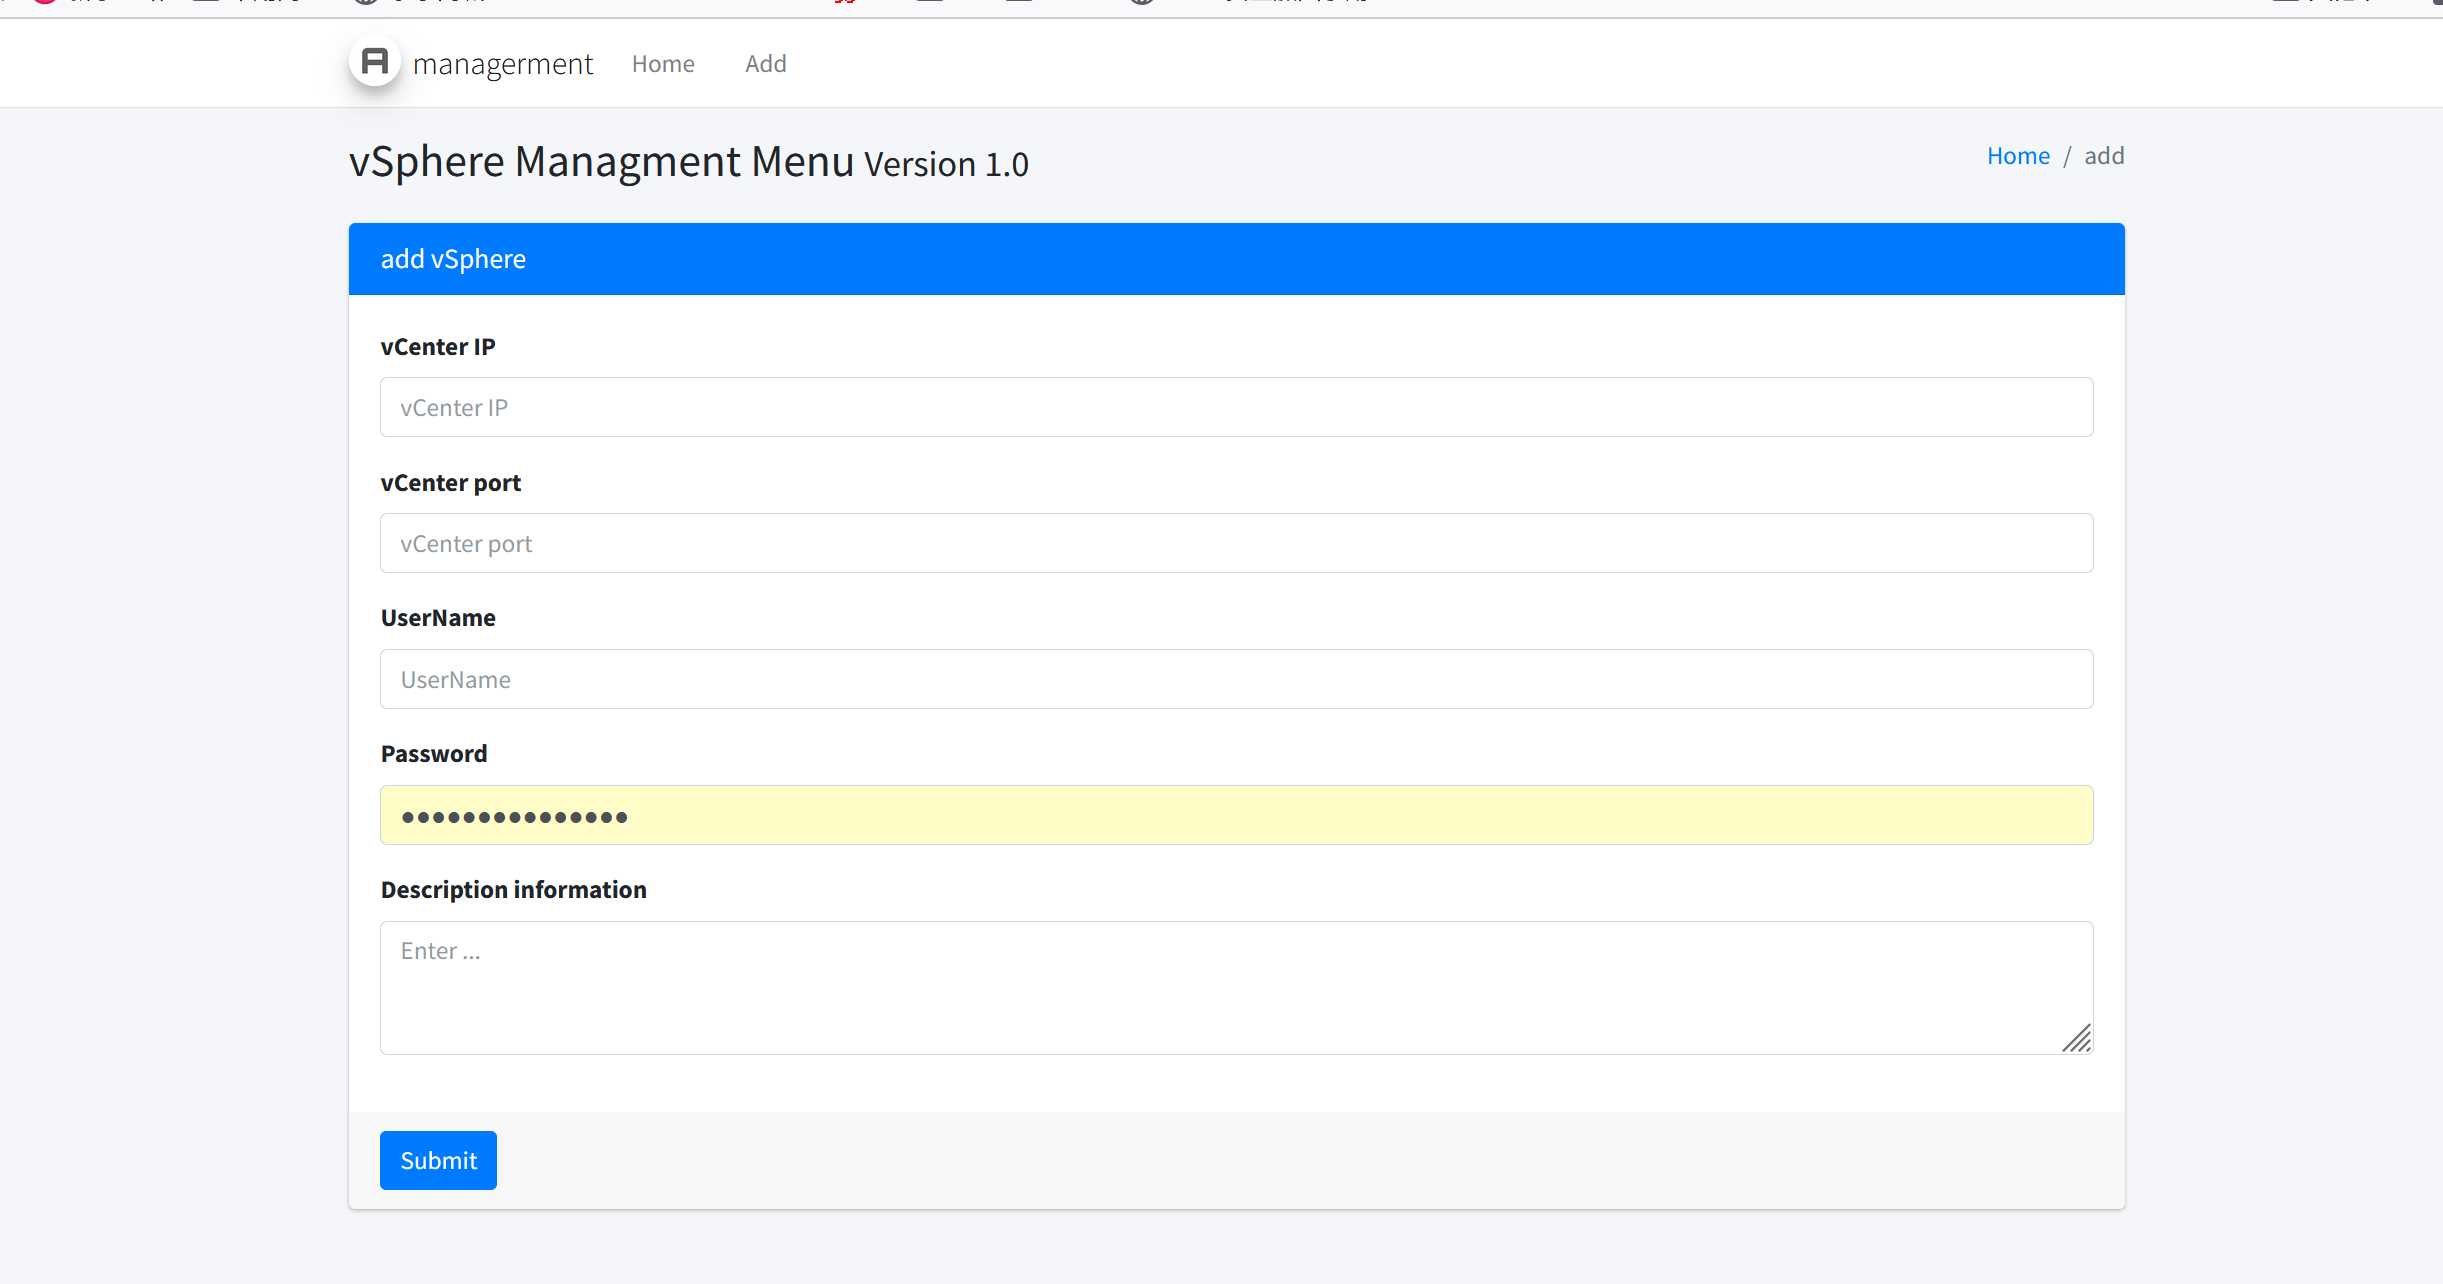 managerment Home Add
vSphere Managment Menu Version 1.0
Home / add
add vSphere
vCenter IP
vCenter IP
vCenter port
vCenter port
UserName
UserName
Password
●●●●●●●●●●●●●●●
Description information
Enter ...
Submit